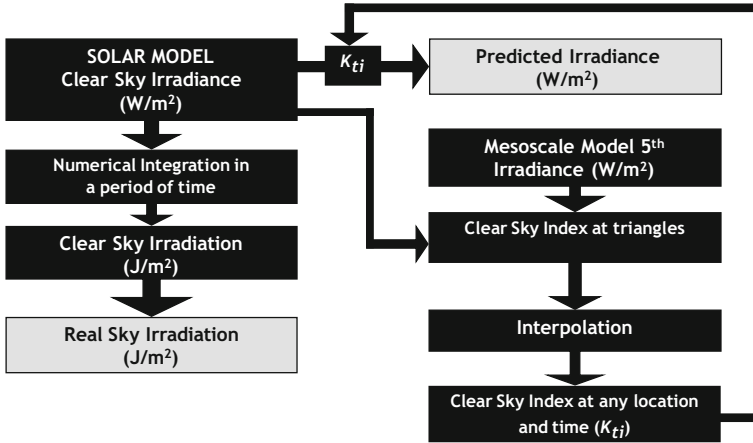 SOLAR MODEL
Clear Sky Irradiance
(W/m²)
Kti
Predicted Irradiance
(W/m²)
Numerical Integration in
a period of time
Clear Sky Irradiation
(J/m²)
Real Sky Irradiation
(J/m²)
Mesoscale Model 5th
Irradiance (W/m²)
Clear Sky Index at triangles
Interpolation
Clear Sky Index at any location
and time (Kti)